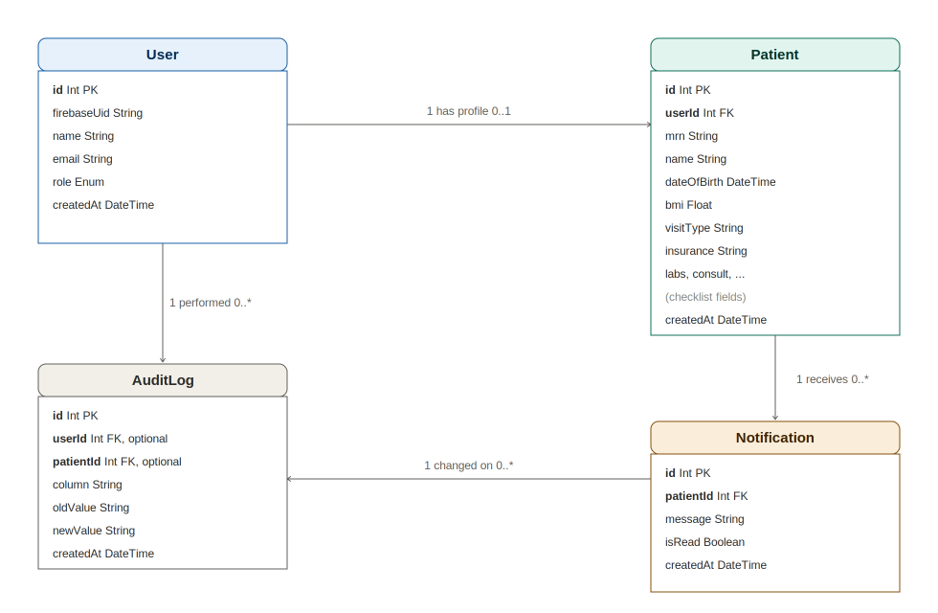 User
id Int PK
firebaseUid String
name String
email String
role Enum
createdAt DateTime
1 has profile 0..1
Patient
id Int PK
userId Int FK
mrn String
name String
dateOfBirth DateTime
bmi Float
visitType String
insurance String
labs, consult, ...
(checklist fields)
createdAt DateTime
1 performed 0..*
1 receives 0..*
AuditLog
id Int PK
userId Int FK, optional
patientId Int FK, optional
column String
oldValue String
newValue String
createdAt DateTime
1 changed on 0..*
Notification
id Int PK
patientId Int FK
message String
isRead Boolean
createdAt DateTime